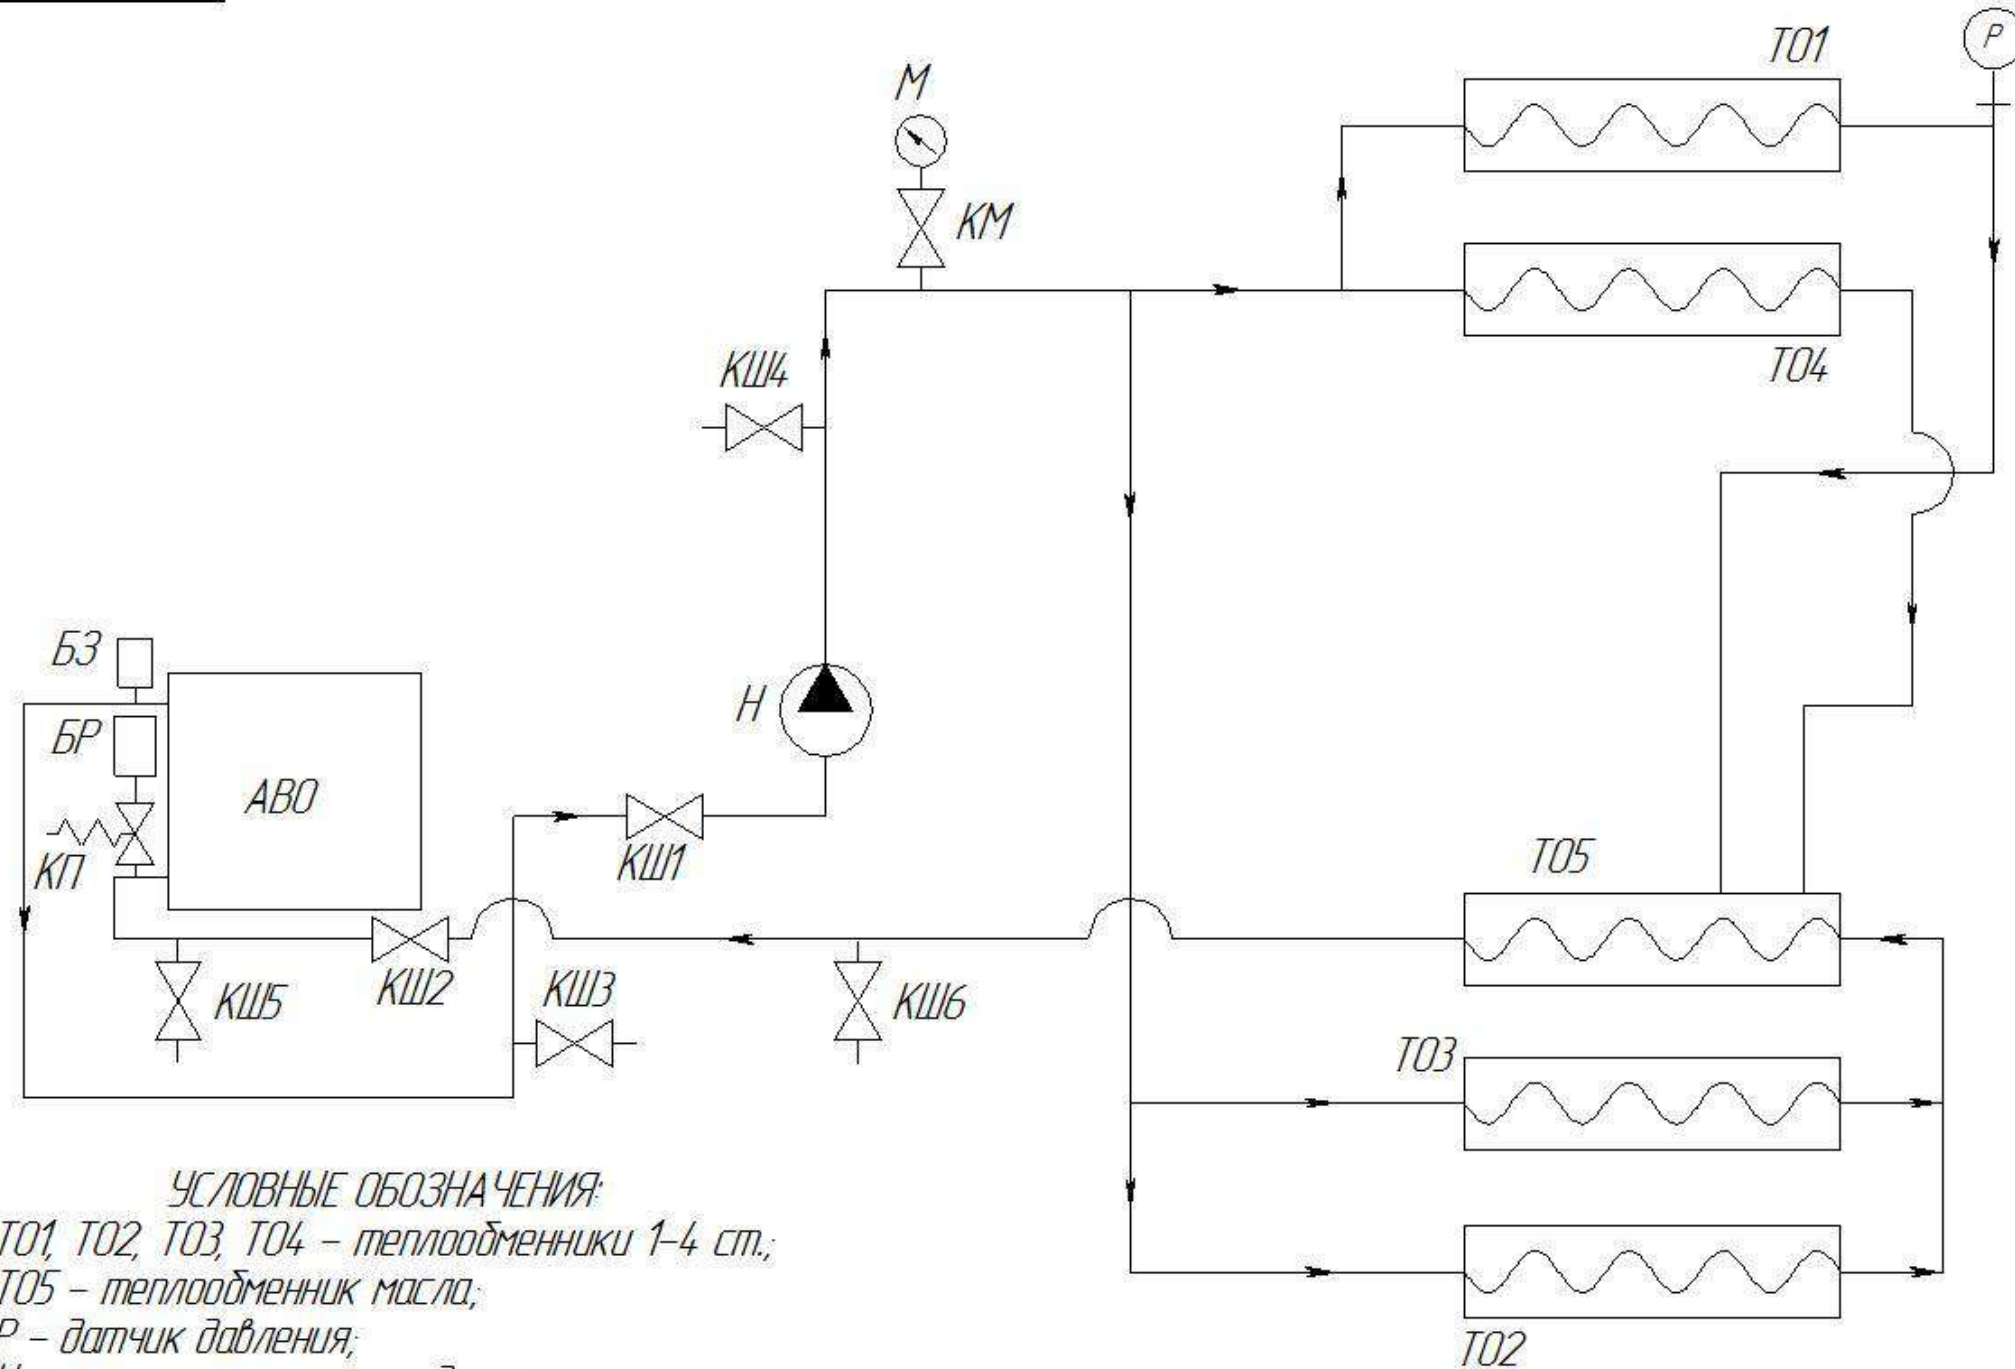 ТО1
Р
М
КМ
ТО4
КШ4
БЗ
Н
БР
АВО
КП
КШ1
ТО5
КШ5
КШ2
КШ3
КШ6
ТО3
УСЛОВНЫЕ ОБОЗНАЧЕНИЯ:
ТО1, ТО2, ТО3, ТО4 – теплообменники 1-4 ст.;
ТО5 – теплообменник масла;
Р – датчик давления;
ТО2